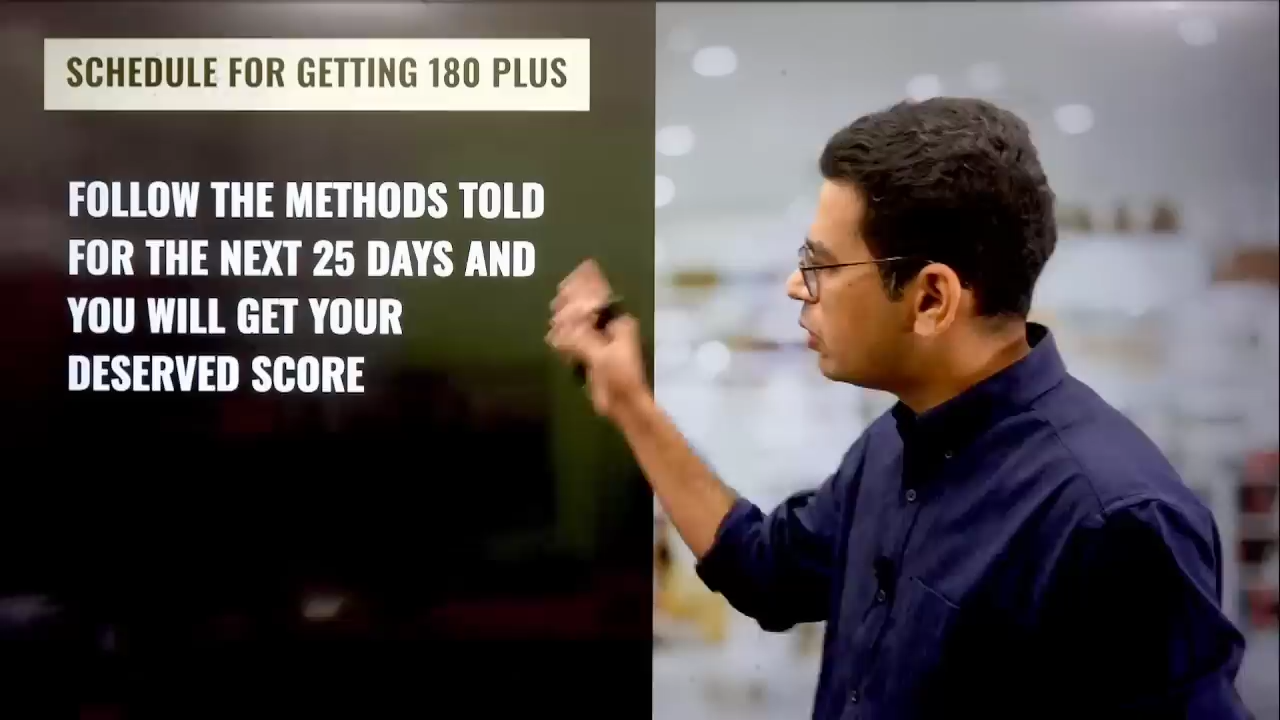 SCHEDULE FOR GETTING 180 PLUS
FOLLOW THE METHODS TOLD
FOR THE NEXT 25 DAYS AND
YOU WILL GET YOUR
DESERVED SCORE